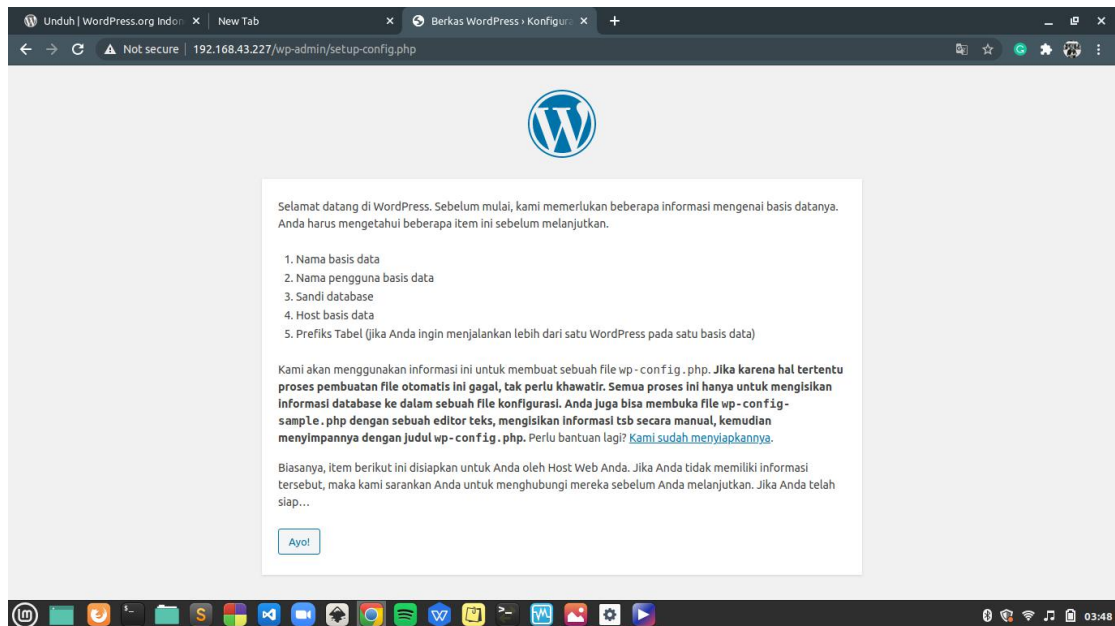 Unduh | WordPress.org Indon
New Tab
Berkas WordPress › Konfigura
Not secure | 192.168.43.227/wp-admin/setup-config.php
Selamat datang di WordPress. Sebelum mulai, kami memerlukan beberapa informasi mengenai basis datanya.
Anda harus mengetahui beberapa item ini sebelum melanjutkan.
1. Nama basis data
2. Nama pengguna basis data
3. Sandi database
4. Host basis data
5. Prefiks Tabel (jika Anda ingin menjalankan lebih dari satu WordPress pada satu basis data)
Kami akan menggunakan informasi ini untuk membuat sebuah file wp-config.php. Jika karena hal tertentu
proses pembuatan file otomatis ini gagal, tak perlu khawatir. Semua proses ini hanya untuk mengisikan
informasi database ke dalam sebuah file konfigurasi. Anda juga bisa membuka file wp-config-
sample.php dengan sebuah editor teks, mengisikan informasi tsb secara manual, kemudian
menyimpannya dengan judul wp-config.php. Perlu bantuan lagi? Kami sudah menyiapkannya.
Biasanya, item berikut ini disiapkan untuk Anda oleh Host Web Anda. Jika Anda tidak memiliki informasi
tersebut, maka kami sarankan Anda untuk menghubungi mereka sebelum Anda melanjutkan. Jika Anda telah
siap...
Ayo!
03:48